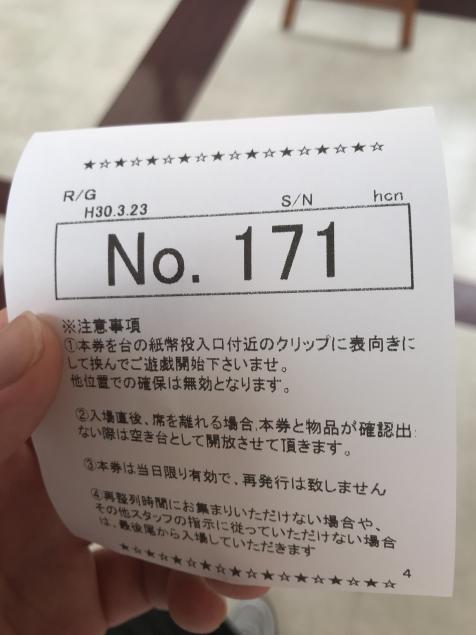 ★☆★☆★☆★☆★☆★☆★☆★☆★☆★☆
R/G S/N hcn
H30.3.23
No. 171
※注意事項
①本券を台の紙幣投入口付近のクリップに表向きに
して挟んでご遊戯開始下さいませ。
他位置での確保は無効となります。
②入場直後、席を離れる場合、本券と物品が確認出
ない際は空き台として開放させて頂きます。
③本券は当日限り有効で、再発行は致しません
④再整列時間にお集まりいただけない場合や、
その他スタッフの指示に従っていただけない場合
は、最後尾から入場していただきます
★☆★☆★☆★☆★☆★☆★☆★☆★☆★☆
4